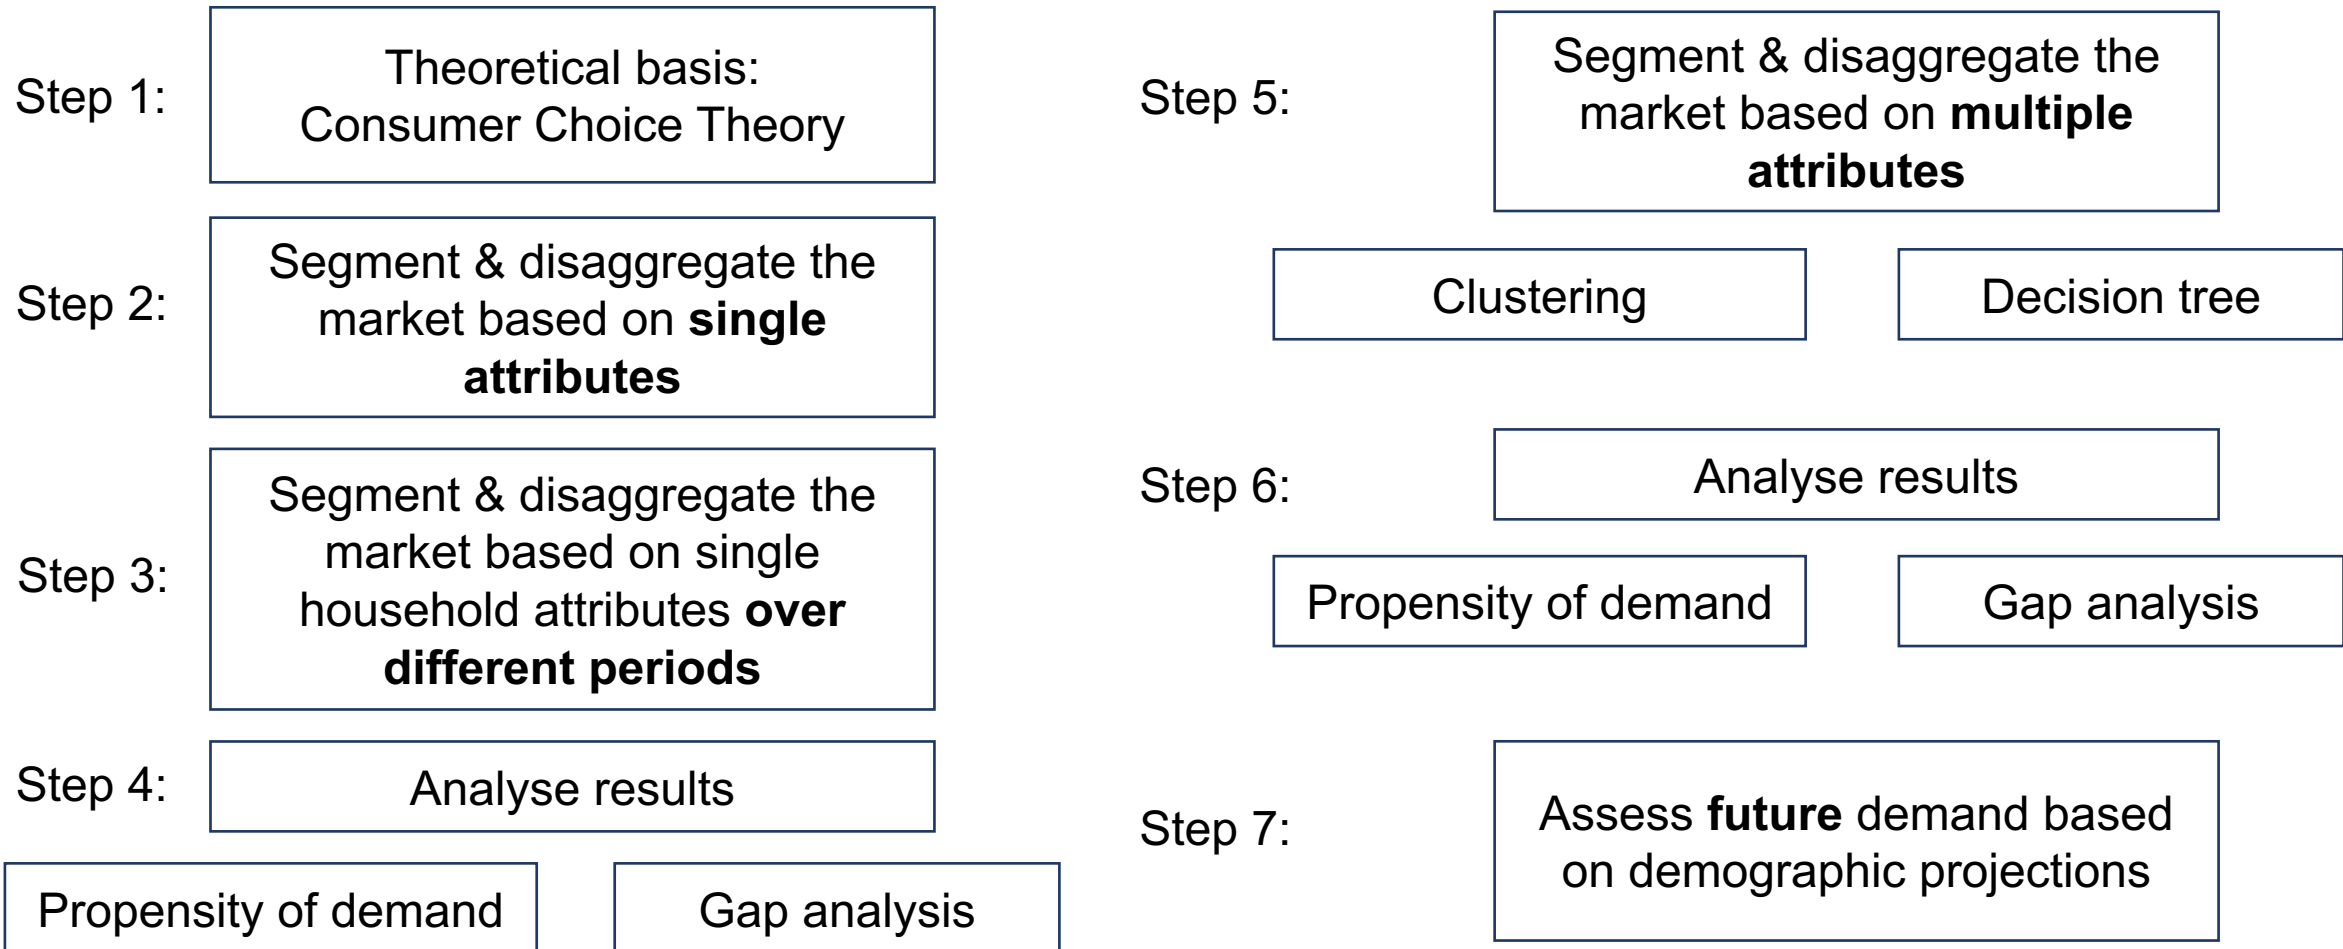 Step 1:
Theoretical basis:
Consumer Choice Theory
Step 2:
Segment & disaggregate the
market based on single
attributes
Step 3:
Segment & disaggregate the
market based on single
household attributes over
different periods
Step 4:
Analyse results
Propensity of demand
Gap analysis
Step 5:
Segment & disaggregate the
market based on multiple
attributes
Clustering
Decision tree
Step 6:
Analyse results
Propensity of demand
Gap analysis
Step 7:
Assess future demand based
on demographic projections